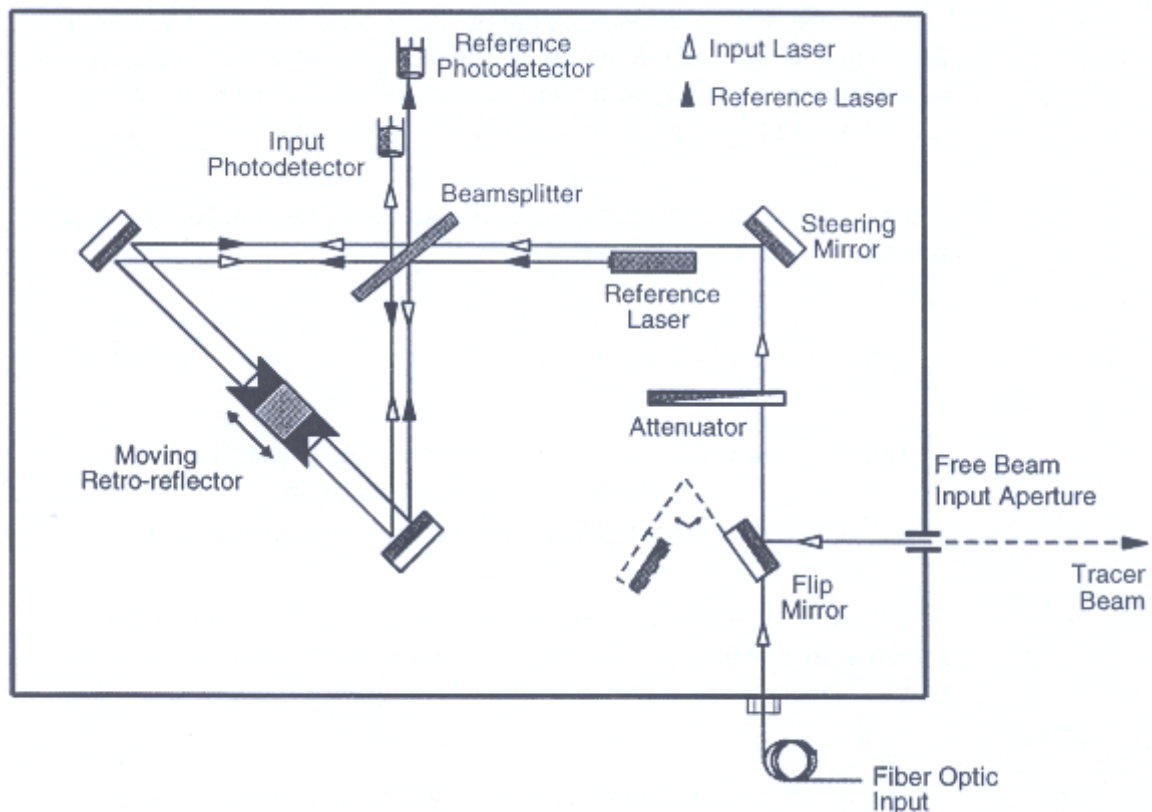 Reference
Photodetector
Input Laser
Reference Laser
Input
Photodetector
Beamsplitter
Steering
Mirror
Reference
Laser
Attenuator
Moving
Retro-reflector
Free Beam
Input Aperture
Flip
Mirror
Tracer
Beam
Fiber Optic
Input